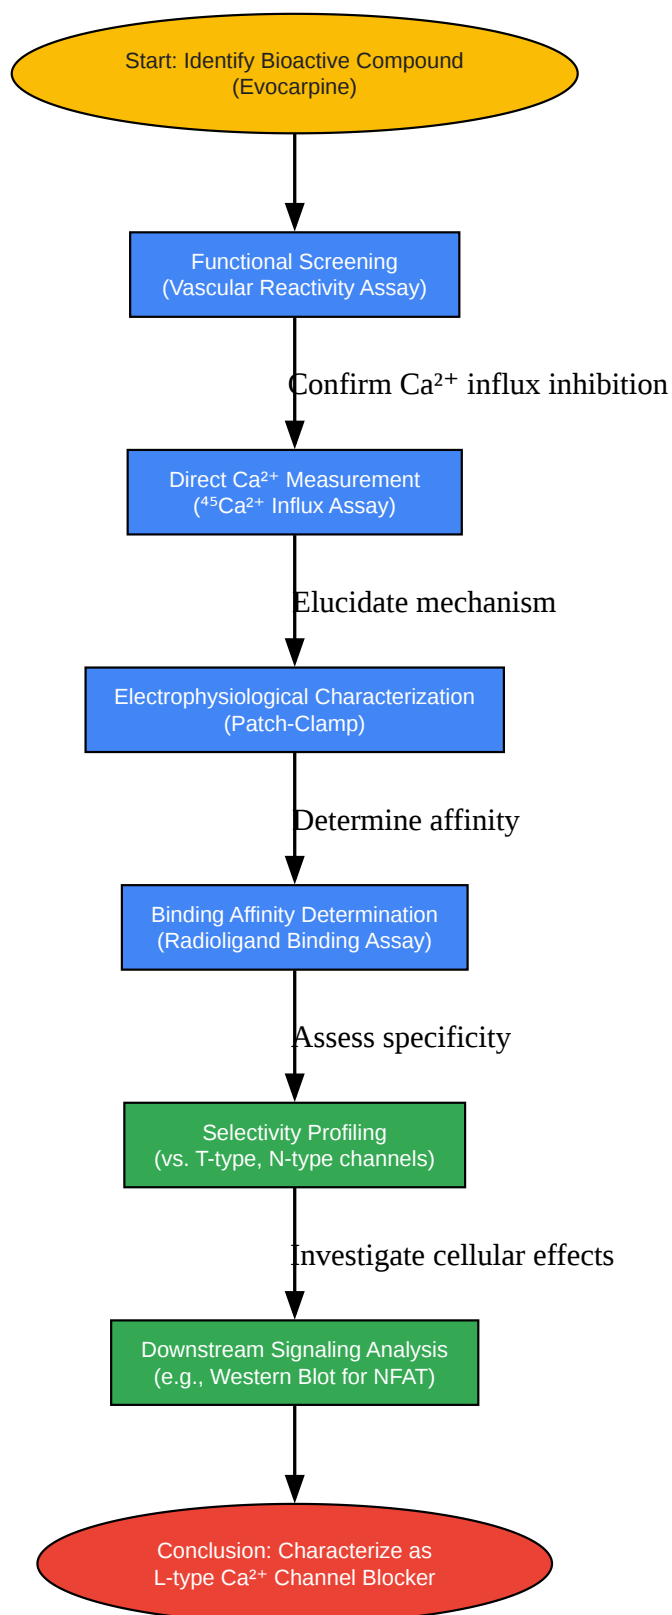 Start: Identify Bioactive Compound
(Evocarpine)
Functional Screening
(Vascular Reactivity Assay)
Confirm Ca²⁺ influx inhibition
Direct Ca²⁺ Measurement
(⁴⁵Ca²⁺ Influx Assay)
Elucidate mechanism
Electrophysiological Characterization
(Patch-Clamp)
Determine affinity
Binding Affinity Determination
(Radioligand Binding Assay)
Assess specificity
Selectivity Profiling
(vs. T-type, N-type channels)
Investigate cellular effects
Downstream Signaling Analysis
(e.g., Western Blot for NFAT)
Conclusion: Characterize as
L-type Ca²⁺ Channel Blocker